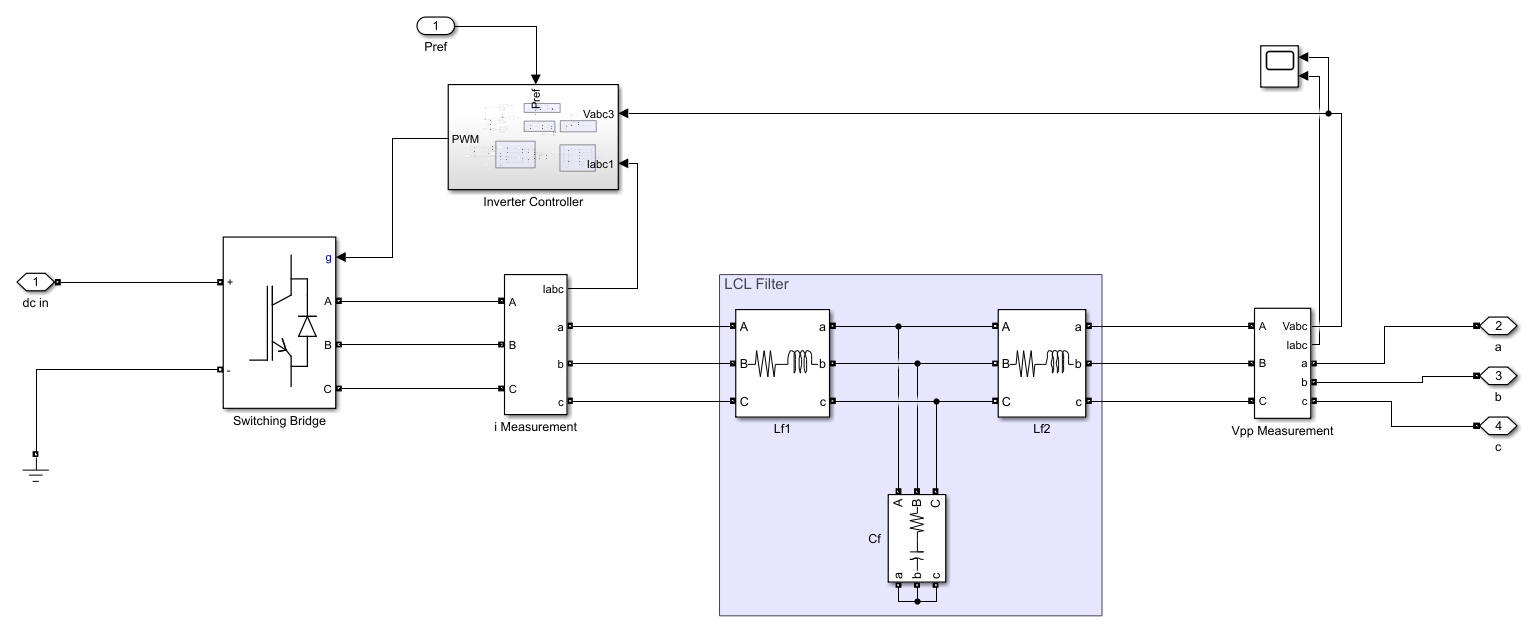 1
Pref
Pref
Vabc3
PWM
Iabc1
Inverter Controller
g
1
+
dc in
A
B
-
C
Switching Bridge
Iabc
A
a
B
b
C
c
i Measurement
LCL Filter
A
a
B
b
C
c
Lf1
A
a
B
b
C
c
Lf2
A
B
C
Cf
a
b
c
A
Vabc
Iabc
B
a
b
C
c
Vpp Measurement
2
a
3
b
4
c